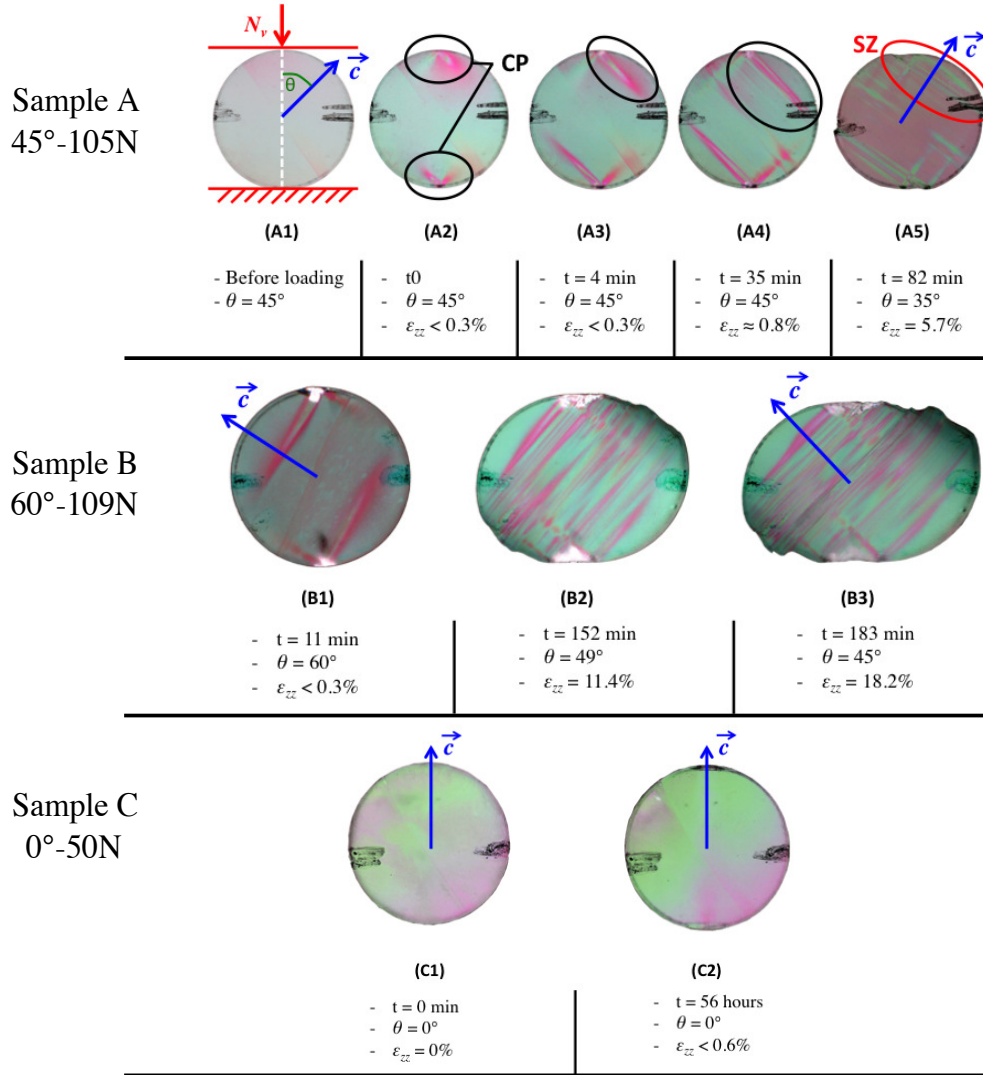 N_v
c
θ
CP
SZ
c
Sample A
45°-105N
(A1)
(A2)
(A3)
(A4)
(A5)
- Before loading
- θ = 45°
- t0
- θ = 45°
- ε_zz < 0.3%
- t = 4 min
- θ = 45°
- ε_zz < 0.3%
- t = 35 min
- θ = 45°
- ε_zz ≈ 0.8%
- t = 82 min
- θ = 35°
- ε_zz = 5.7%
c
c
Sample B
60°-109N
(B1)
(B2)
(B3)
- t = 11 min
- θ = 60°
- ε_zz < 0.3%
- t = 152 min
- θ = 49°
- ε_zz = 11.4%
- t = 183 min
- θ = 45°
- ε_zz = 18.2%
c
c
Sample C
0°-50N
(C1)
(C2)
- t = 0 min
- θ = 0°
- ε_zz = 0%
- t = 56 hours
- θ = 0°
- ε_zz < 0.6%